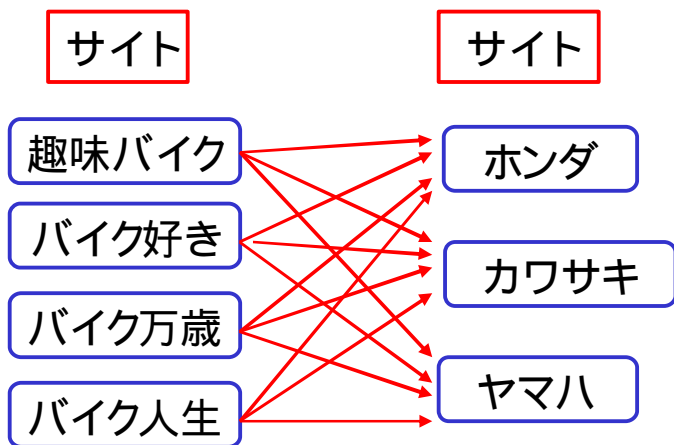 サイト
サイト
趣味バイク
バイク好き
バイク万歳
バイク人生
ホンダ
カワサキ
ヤマハ